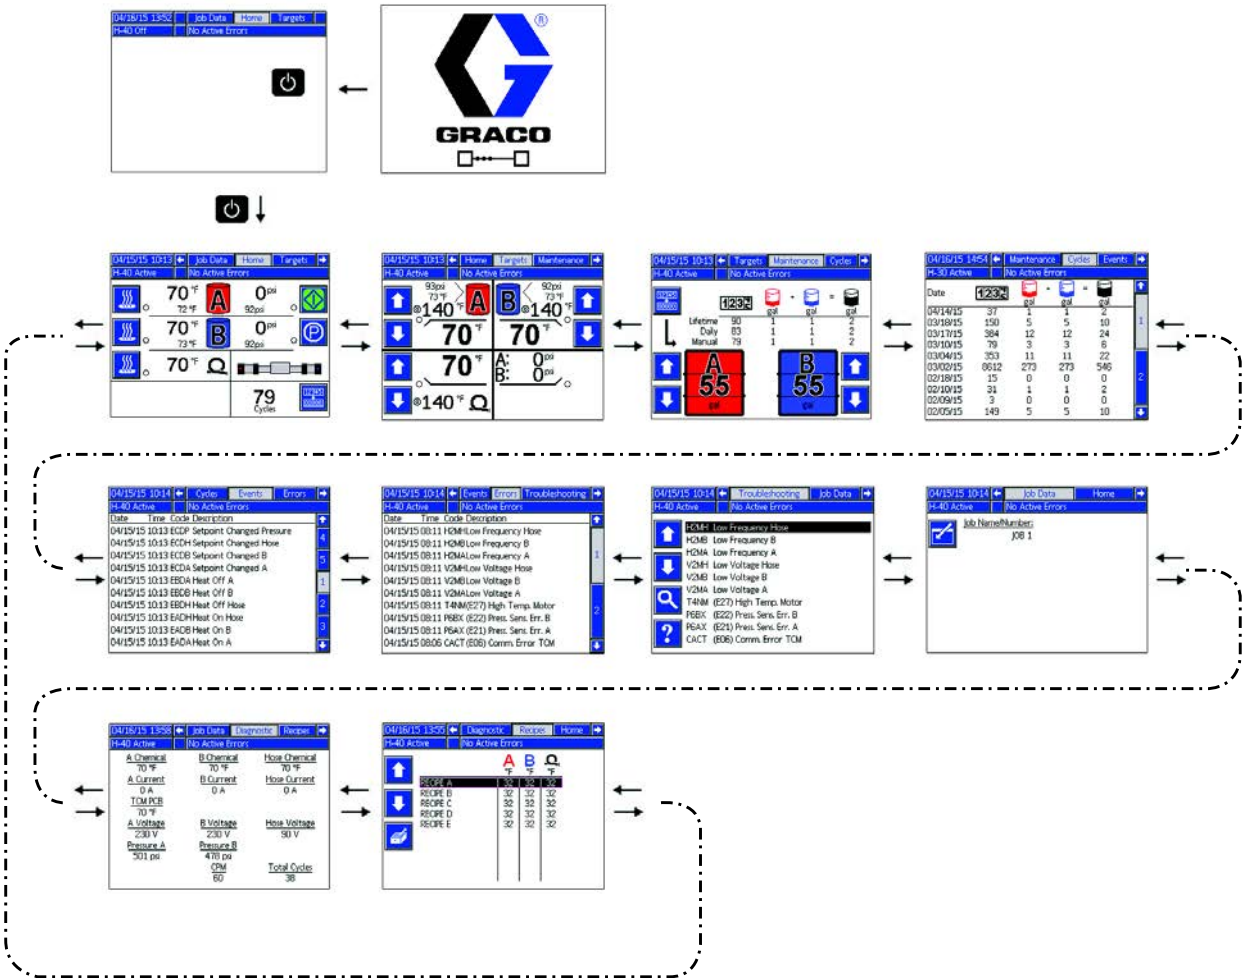 04/16/15 13:52 Job Data Home Targets
H-40 Off No Active Errors
®
GRACO
04/15/15 10:13 Job Data Home Targets
H-40 Active No Active Errors
70 °F A 0 psi
72 °F 92psi
70 °F B 0 psi
73 °F 92psi
70 °F
79
Cycles
04/15/15 10:13 Home Targets Maintenance
H-40 Active No Active Errors
93psi 92psi
73 °F A B 73 °F
140 °F 140 °F
70 °F 70 °F
70 °F A: 0 psi
B: 0 psi
140 °F
04/15/15 10:13 Targets Maintenance Cycles
H-40 Active No Active Errors
gal - gal = gal
Lifetime 90 1 1 2
Daily 83 1 1 2
Manual 79 1 1 2
A B
55 55
gal gal
04/16/15 14:54 Maintenance Cycles Events
H-30 Active No Active Errors
Date gal gal gal
04/14/15 37 1 1 2
03/18/15 150 5 5 10
03/17/15 384 12 12 24
03/10/15 79 3 3 6
03/04/15 353 11 11 22
03/02/15 8612 273 273 546
02/18/15 15 0 0 0
02/10/15 31 1 1 2
02/09/15 3 0 0 0
02/05/15 149 5 5 10
1
2
04/15/15 10:14 Cycles Events Errors
H-40 Active No Active Errors
Date Time Code Description
04/15/15 10:13 ECDP Setpoint Changed Pressure
04/15/15 10:13 ECDH Setpoint Changed Hose
04/15/15 10:13 ECDB Setpoint Changed B
04/15/15 10:13 ECDA Setpoint Changed A
04/15/15 10:13 EBDA Heat Off A
04/15/15 10:13 EBDB Heat Off B
04/15/15 10:13 EBDH Heat Off Hose
04/15/15 10:13 EADH Heat On Hose
04/15/15 10:13 EADB Heat On B
04/15/15 10:13 EADA Heat On A
4
5
1
2
3
04/15/15 10:14 Events Errors Troubleshooting
H-40 Active No Active Errors
Date Time Code Description
04/15/15 08:11 H2MH Low Frequency Hose
04/15/15 08:11 H2MB Low Frequency B
04/15/15 08:11 H2MA Low Frequency A
04/15/15 08:11 V2MH Low Voltage Hose
04/15/15 08:11 V2MB Low Voltage B
04/15/15 08:11 V2MA Low Voltage A
04/15/15 08:11 T4NM (E27) High Temp. Motor
04/15/15 08:11 P6BX (E22) Press. Sens. Err. B
04/15/15 08:11 P6AX (E21) Press. Sens. Err. A
04/15/15 08:06 CACT (E06) Comm. Error TCM
1
2
04/15/15 10:14 Troubleshooting Job Data
H-40 Active No Active Errors
H2MH Low Frequency Hose
H2MB Low Frequency B
H2MA Low Frequency A
V2MH Low Voltage Hose
V2MB Low Voltage B
V2MA Low Voltage A
T4NM (E27) High Temp. Motor
P6BX (E22) Press. Sens. Err. B
P6AX (E21) Press. Sens. Err. A
CACT (E06) Comm. Error TCM
?
04/15/15 10:14 Job Data Home
H-40 Active No Active Errors
Job Name/Number:
JOB 1
04/16/15 13:58 Job Data Diagnostic Recipes
H-40 Active No Active Errors
A Chemical B Chemical Hose Chemical
70 °F 70 °F 70 °F
A Current B Current Hose Current
0 A 0 A 0 A
TCM PCB
70 °F
A Voltage B Voltage Hose Voltage
230 V 230 V 90 V
Pressure A Pressure B
501 psi 478 psi
CPM Total Cycles
60 38
04/16/15 13:55 Diagnostic Recipes Home
H-40 Active No Active Errors
A B
°F °F °F
RECIPE A 32 32 32
RECIPE B 32 32 32
RECIPE C 32 32 32
RECIPE D 32 32 32
RECIPE E 32 32 32